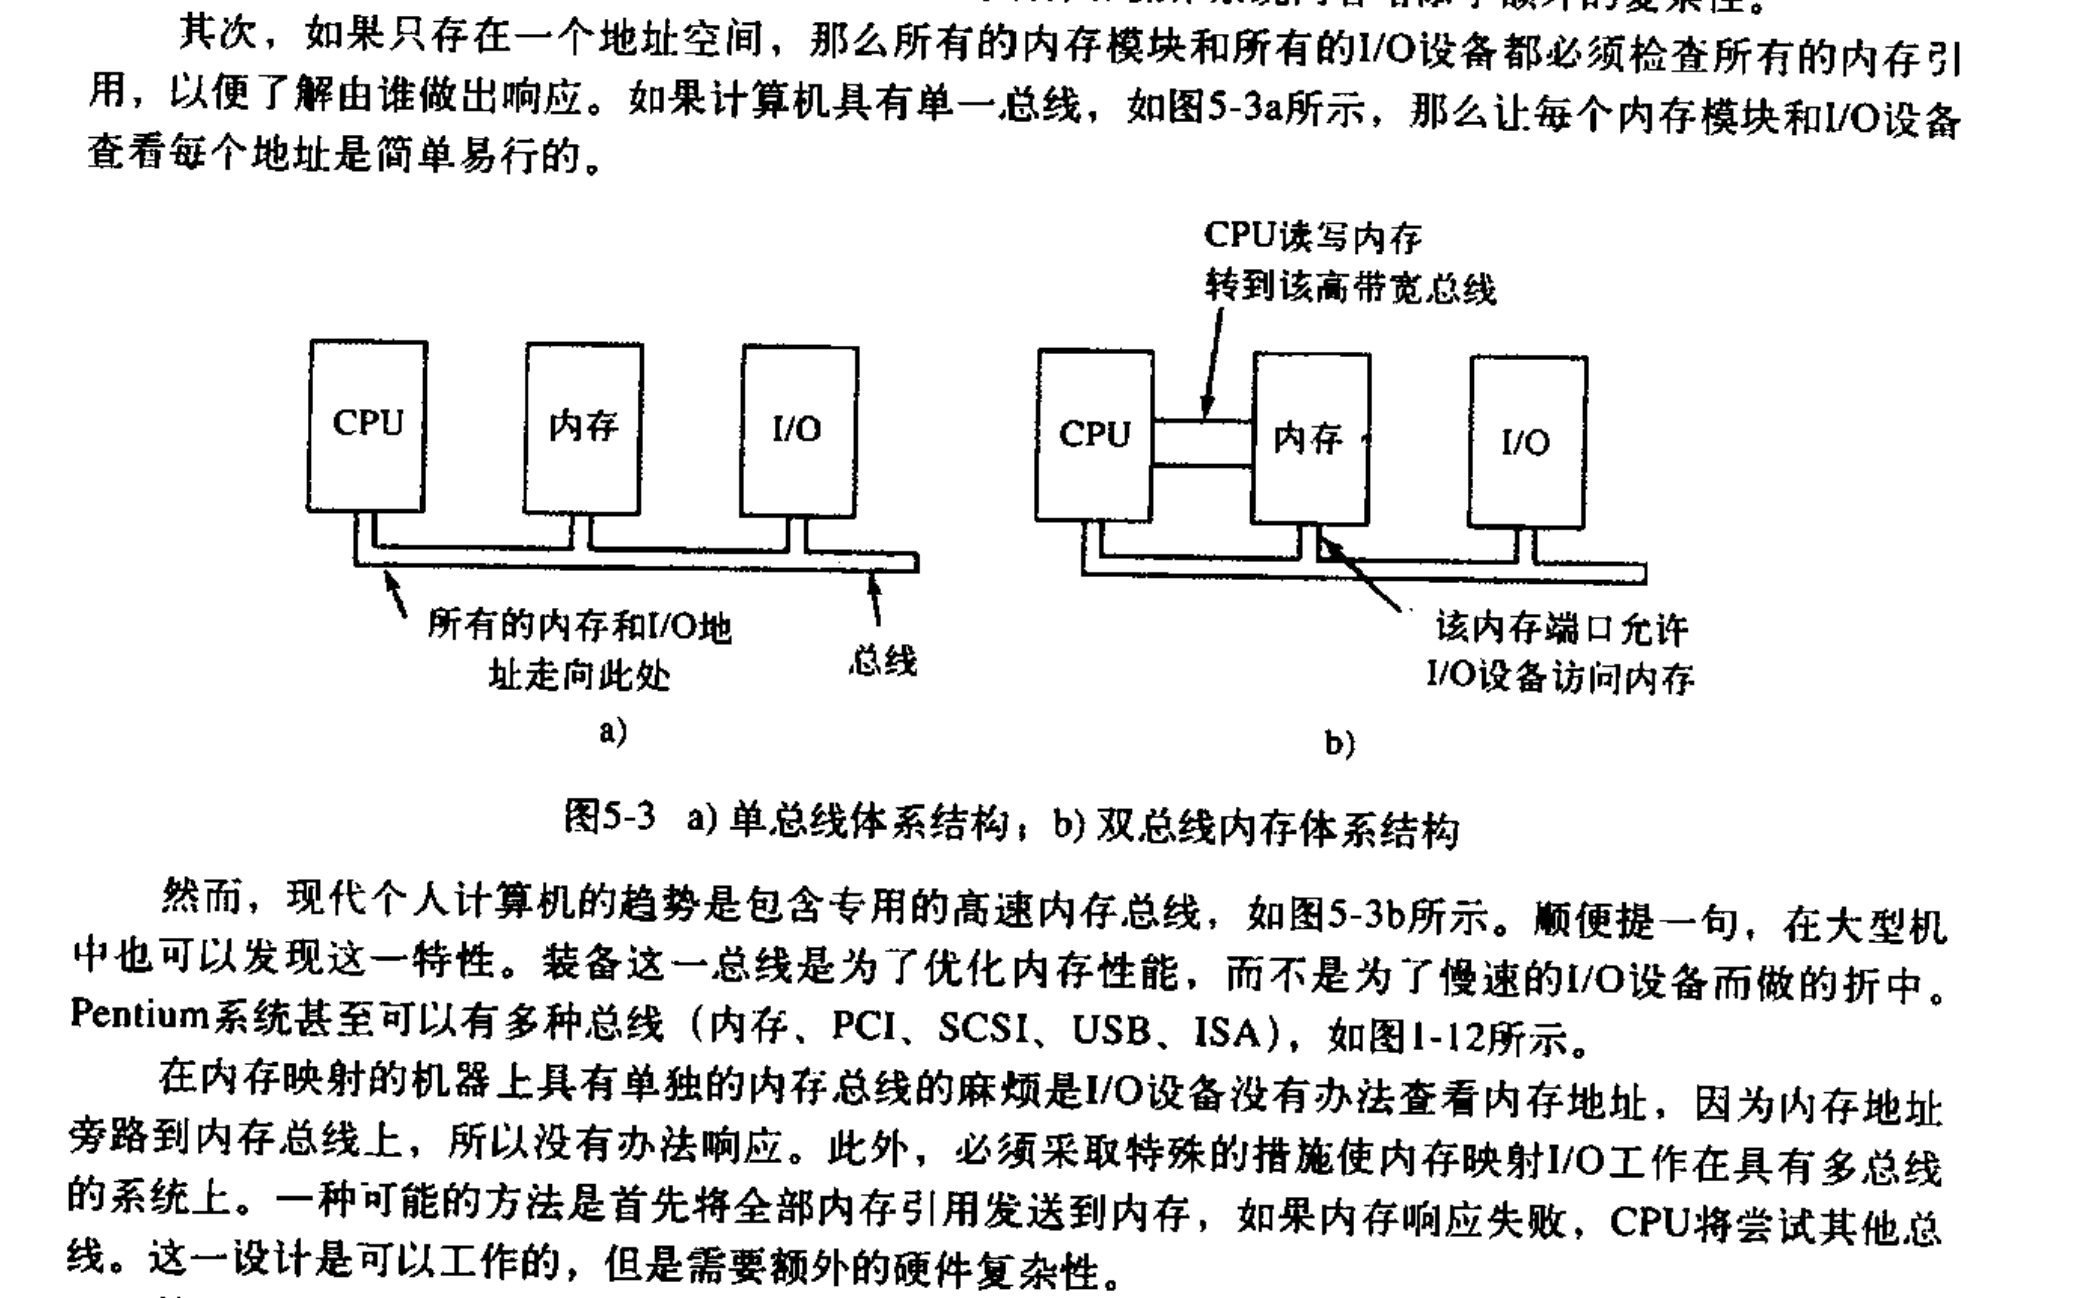 其次，如果只存在一个地址空间，那么所有的内存模块和所有的I/O设备都必须检查所有的内存引
用，以便了解由谁做出响应。如果计算机具有单一总线，如图5-3a所示，那么让每个内存模块和I/O设备
查看每个地址是简单易行的。
CPU读写内存
转到该高带宽总线
CPU
内存
I/O
CPU
内存
I/O
所有的内存和I/O地
址走向此处
总线
该内存端口允许
I/O设备访问内存
a)
b)
图5-3 a) 单总线体系结构；b) 双总线内存体系结构
然而，现代个人计算机的趋势是包含专用的高速内存总线，如图5-3b所示。顺便提一句，在大型机
中也可以发现这一特性。装备这一总线是为了优化内存性能，而不是为了慢速的I/O设备而做的折中。
Pentium系统甚至可以有多种总线（内存、PCI、SCSI、USB、ISA），如图1-12所示。
在内存映射的机器上具有单独的内存总线的麻烦是I/O设备没有办法查看内存地址，因为内存地址
旁路到内存总线上，所以没有办法响应。此外，必须采取特殊的措施使内存映射I/O工作在具有多总线
的系统上。一种可能的方法是首先将全部内存引用发送到内存，如果内存响应失败，CPU将尝试其他总
线。这一设计是可以工作的，但是需要额外的硬件复杂性。